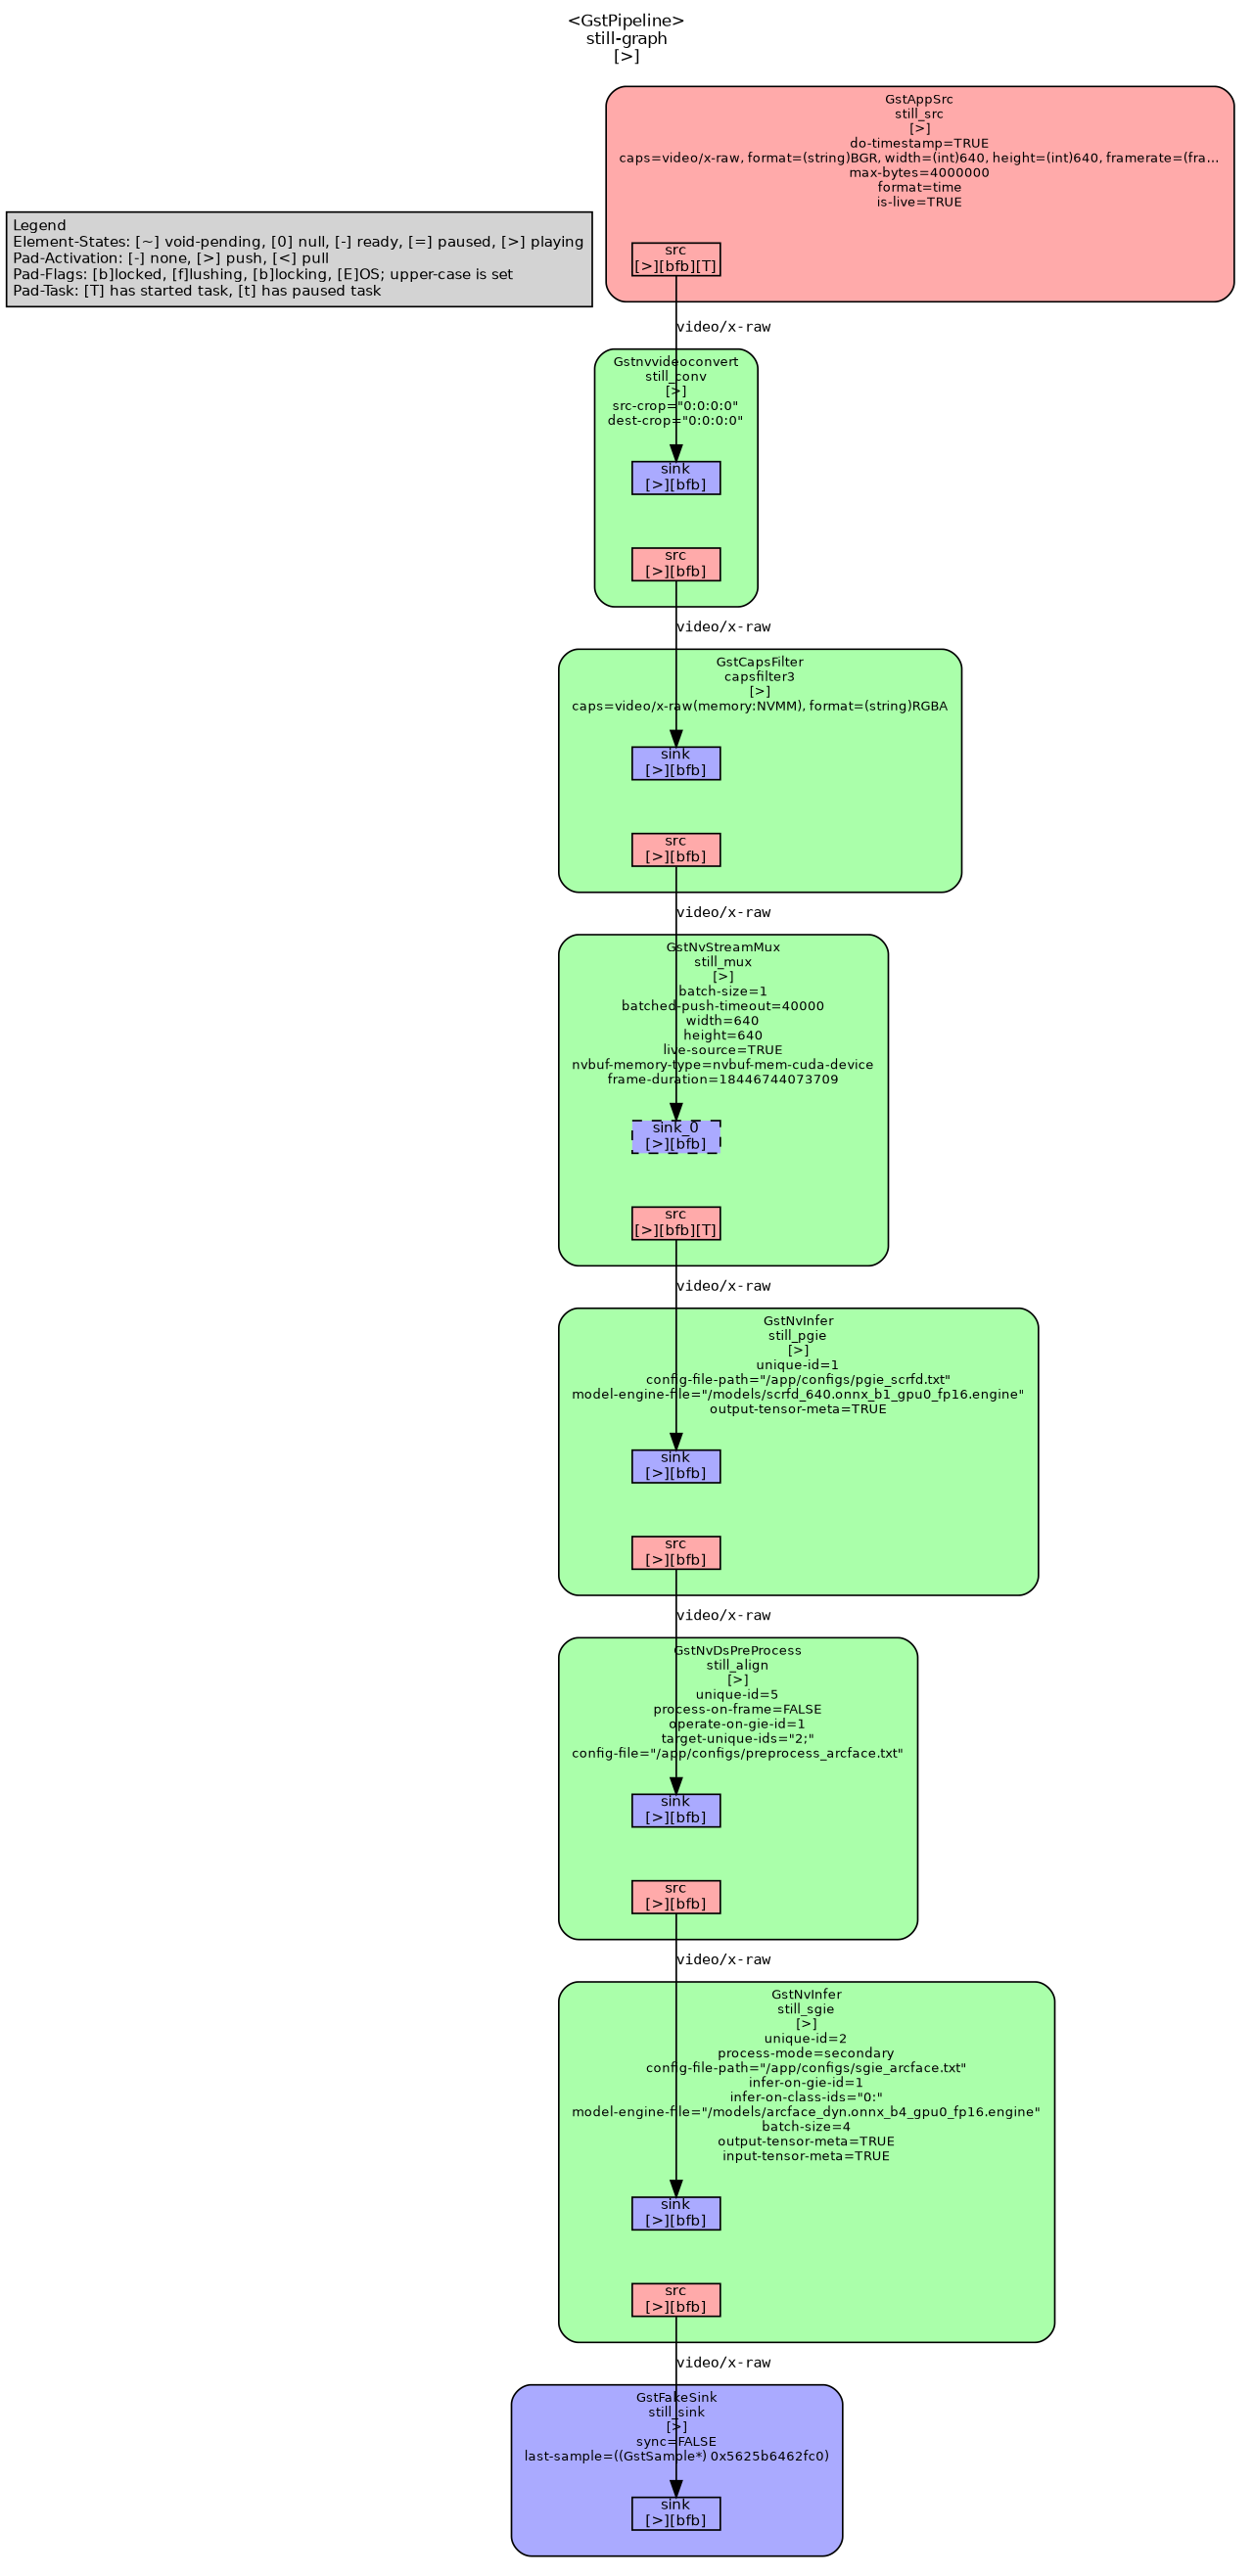 <GstPipeline>
still-graph
[>]
GstAppSrc
still_src
[>]
do-timestamp=TRUE
caps=video/x-raw, format=(string)BGR, width=(int)640, height=(int)640, framerate=(fra...
max-bytes=4000000
format=time
is-live=TRUE
Legend
Element-States: [~] void-pending, [0] null, [-] ready, [=] paused, [>] playing
Pad-Activation: [-] none, [>] push, [<] pull
Pad-Flags: [b]locked, [f]lushing, [b]locking, [E]OS; upper-case is set
Pad-Task: [T] has started task, [t] has paused task
src
[>][bfb][T]
video/x-raw
Gstnvvideoconvert
still_conv
[>]
src-crop="0:0:0:0"
dest-crop="0:0:0:0"
sink
[>][bfb]
src
[>][bfb]
video/x-raw
GstCapsFilter
capsfilter3
[>]
caps=video/x-raw(memory:NVMM), format=(string)RGBA
sink
[>][bfb]
src
[>][bfb]
video/x-raw
GstNvStreamMux
still_mux
[>]
batch-size=1
batched-push-timeout=40000
width=640
height=640
live-source=TRUE
nvbuf-memory-type=nvbuf-mem-cuda-device
frame-duration=18446744073709
sink_0
[>][bfb]
src
[>][bfb][T]
video/x-raw
GstNvInfer
still_pgie
[>]
unique-id=1
config-file-path="/app/configs/pgie_scrfd.txt"
model-engine-file="/models/scrfd_640.onnx_b1_gpu0_fp16.engine"
output-tensor-meta=TRUE
sink
[>][bfb]
src
[>][bfb]
video/x-raw
GstNvDsPreProcess
still_align
[>]
unique-id=5
process-on-frame=FALSE
operate-on-gie-id=1
target-unique-ids="2;"
config-file="/app/configs/preprocess_arcface.txt"
sink
[>][bfb]
src
[>][bfb]
video/x-raw
GstNvInfer
still_sgie
[>]
unique-id=2
process-mode=secondary
config-file-path="/app/configs/sgie_arcface.txt"
infer-on-gie-id=1
infer-on-class-ids="0:"
model-engine-file="/models/arcface_dyn.onnx_b4_gpu0_fp16.engine"
batch-size=4
output-tensor-meta=TRUE
input-tensor-meta=TRUE
sink
[>][bfb]
src
[>][bfb]
video/x-raw
GstFakeSink
still_sink
[>]
sync=FALSE
last-sample=((GstSample*) 0x5625b6462fc0)
sink
[>][bfb]